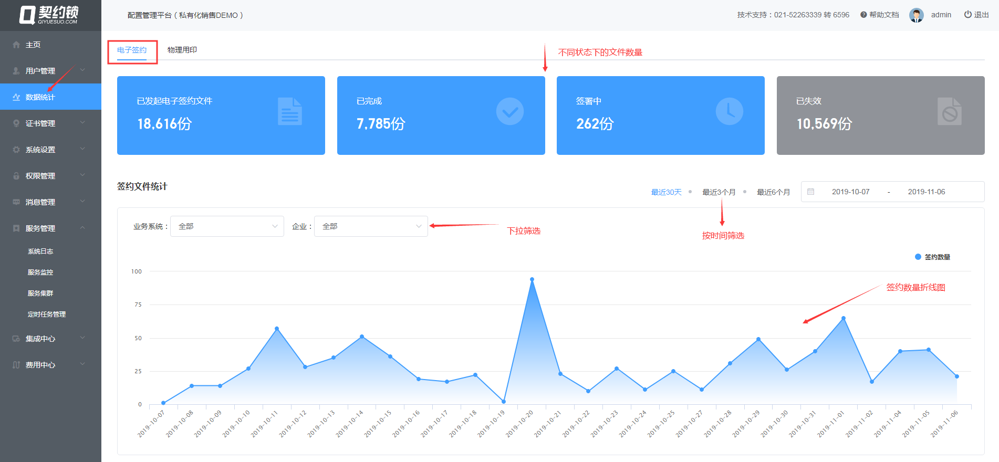 契约锁
QIYUESUO.COM
配置管理平台（私有化销售DEMO）
技术支持：021-52263339 转 6596
帮助文档
admin
退出
主页
用户管理
数据统计
证书管理
系统设置
权限管理
消息管理
服务管理
系统日志
服务监控
服务集群
定时任务管理
集成中心
费用中心
电子签约
物理用印
不同状态下的文件数量
已发起电子签约文件
18,616份
已完成
7,785份
签署中
262份
已失效
10,569份
签约文件统计
最近30天
最近3个月
最近6个月
2019-10-07 - 2019-11-06
业务系统： 全部
企业： 全部
下拉筛选
按时间筛选
签约数量
签约数量折线图
100
75
50
25
0
2019-10-07
2019-10-08
2019-10-09
2019-10-10
2019-10-11
2019-10-12
2019-10-13
2019-10-14
2019-10-15
2019-10-16
2019-10-17
2019-10-18
2019-10-19
2019-10-20
2019-10-21
2019-10-22
2019-10-23
2019-10-24
2019-10-25
2019-10-27
2019-10-28
2019-10-29
2019-10-30
2019-10-31
2019-11-01
2019-11-02
2019-11-04
2019-11-05
2019-11-06